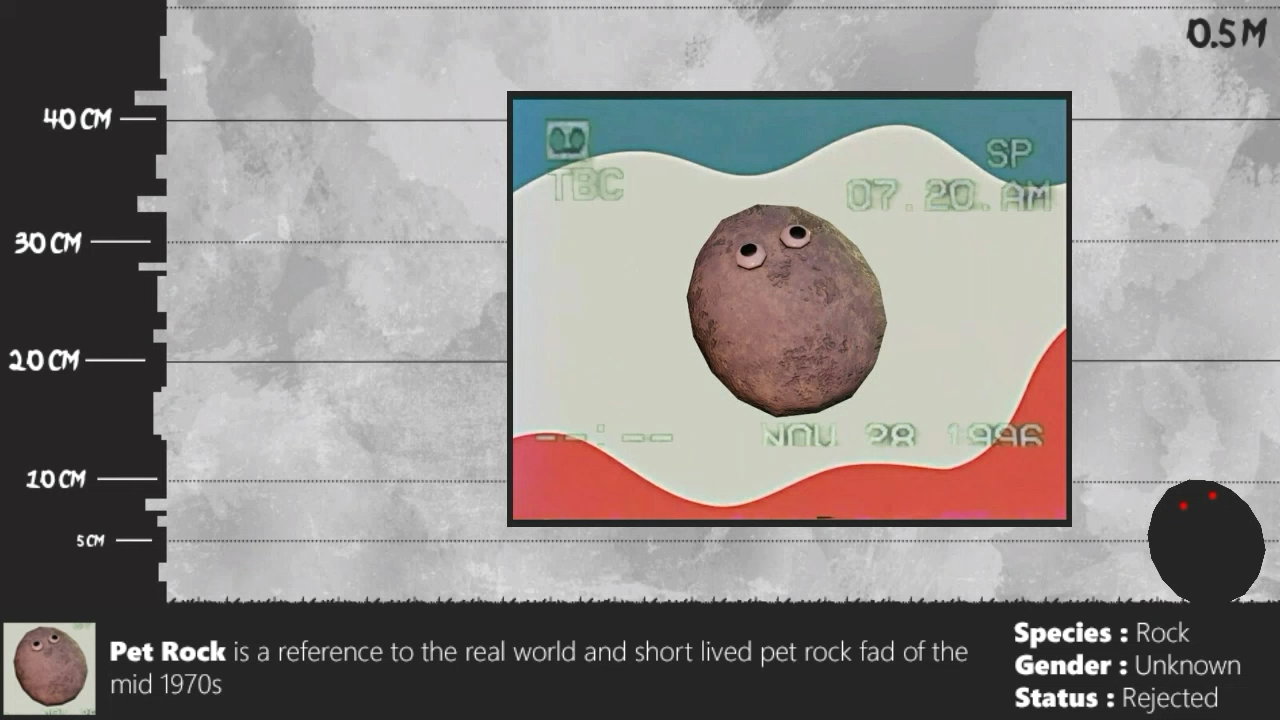 0.5 M
40 CM
30 CM
20 CM
10 CM
5 CM
SP
TBC
07.20.AM
--:--
NOV 28 1996
Pet Rock is a reference to the real world and short lived pet rock fad of the
mid 1970s
Species : Rock
Gender : Unknown
Status : Rejected